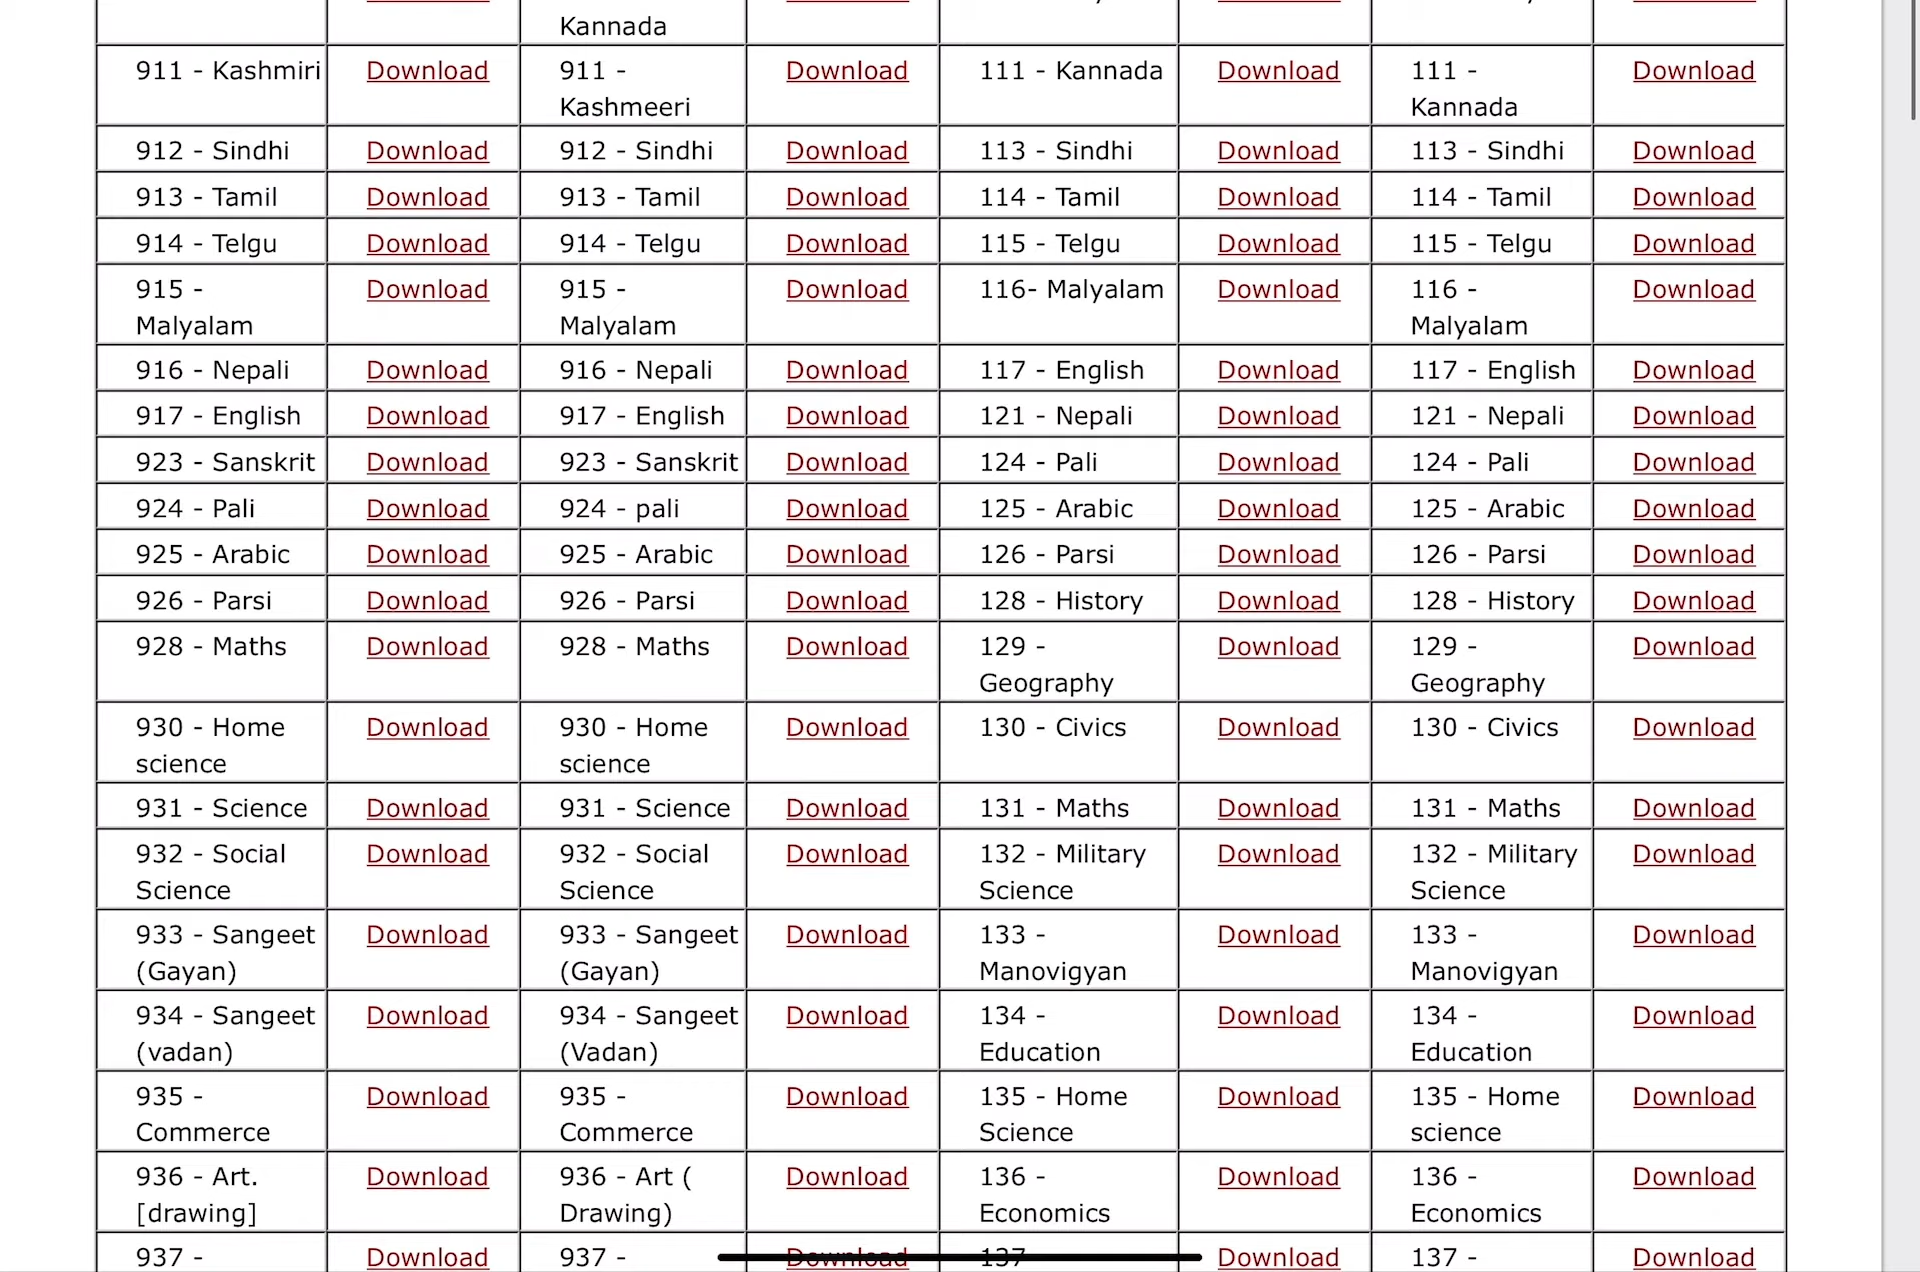 Kannada
911 - Kashmiri Download 911 - Download 111 - Kannada Download 111 - Download
Kashmeeri Kannada
912 - Sindhi Download 912 - Sindhi Download 113 - Sindhi Download 113 - Sindhi Download
913 - Tamil Download 913 - Tamil Download 114 - Tamil Download 114 - Tamil Download
914 - Telgu Download 914 - Telgu Download 115 - Telgu Download 115 - Telgu Download
915 - Download 915 - Download 116- Malyalam Download 116 - Download
Malyalam Malyalam Malyalam
916 - Nepali Download 916 - Nepali Download 117 - English Download 117 - English Download
917 - English Download 917 - English Download 121 - Nepali Download 121 - Nepali Download
923 - Sanskrit Download 923 - Sanskrit Download 124 - Pali Download 124 - Pali Download
924 - Pali Download 924 - pali Download 125 - Arabic Download 125 - Arabic Download
925 - Arabic Download 925 - Arabic Download 126 - Parsi Download 126 - Parsi Download
926 - Parsi Download 926 - Parsi Download 128 - History Download 128 - History Download
928 - Maths Download 928 - Maths Download 129 - Download 129 - Download
Geography Geography
930 - Home Download 930 - Home Download 130 - Civics Download 130 - Civics Download
science science
931 - Science Download 931 - Science Download 131 - Maths Download 131 - Maths Download
932 - Social Download 932 - Social Download 132 - Military Download 132 - Military Download
Science Science Science Science
933 - Sangeet Download 933 - Sangeet Download 133 - Download 133 - Download
(Gayan) (Gayan) Manovigyan Manovigyan
934 - Sangeet Download 934 - Sangeet Download 134 - Download 134 - Download
(vadan) (Vadan) Education Education
935 - Download 935 - Download 135 - Home Download 135 - Home Download
Commerce Commerce Science science
936 - Art. Download 936 - Art ( Download 136 - Download 136 - Download
[drawing] Drawing) Economics Economics
937 - Download 937 - Download 137 - Download 137 - Download